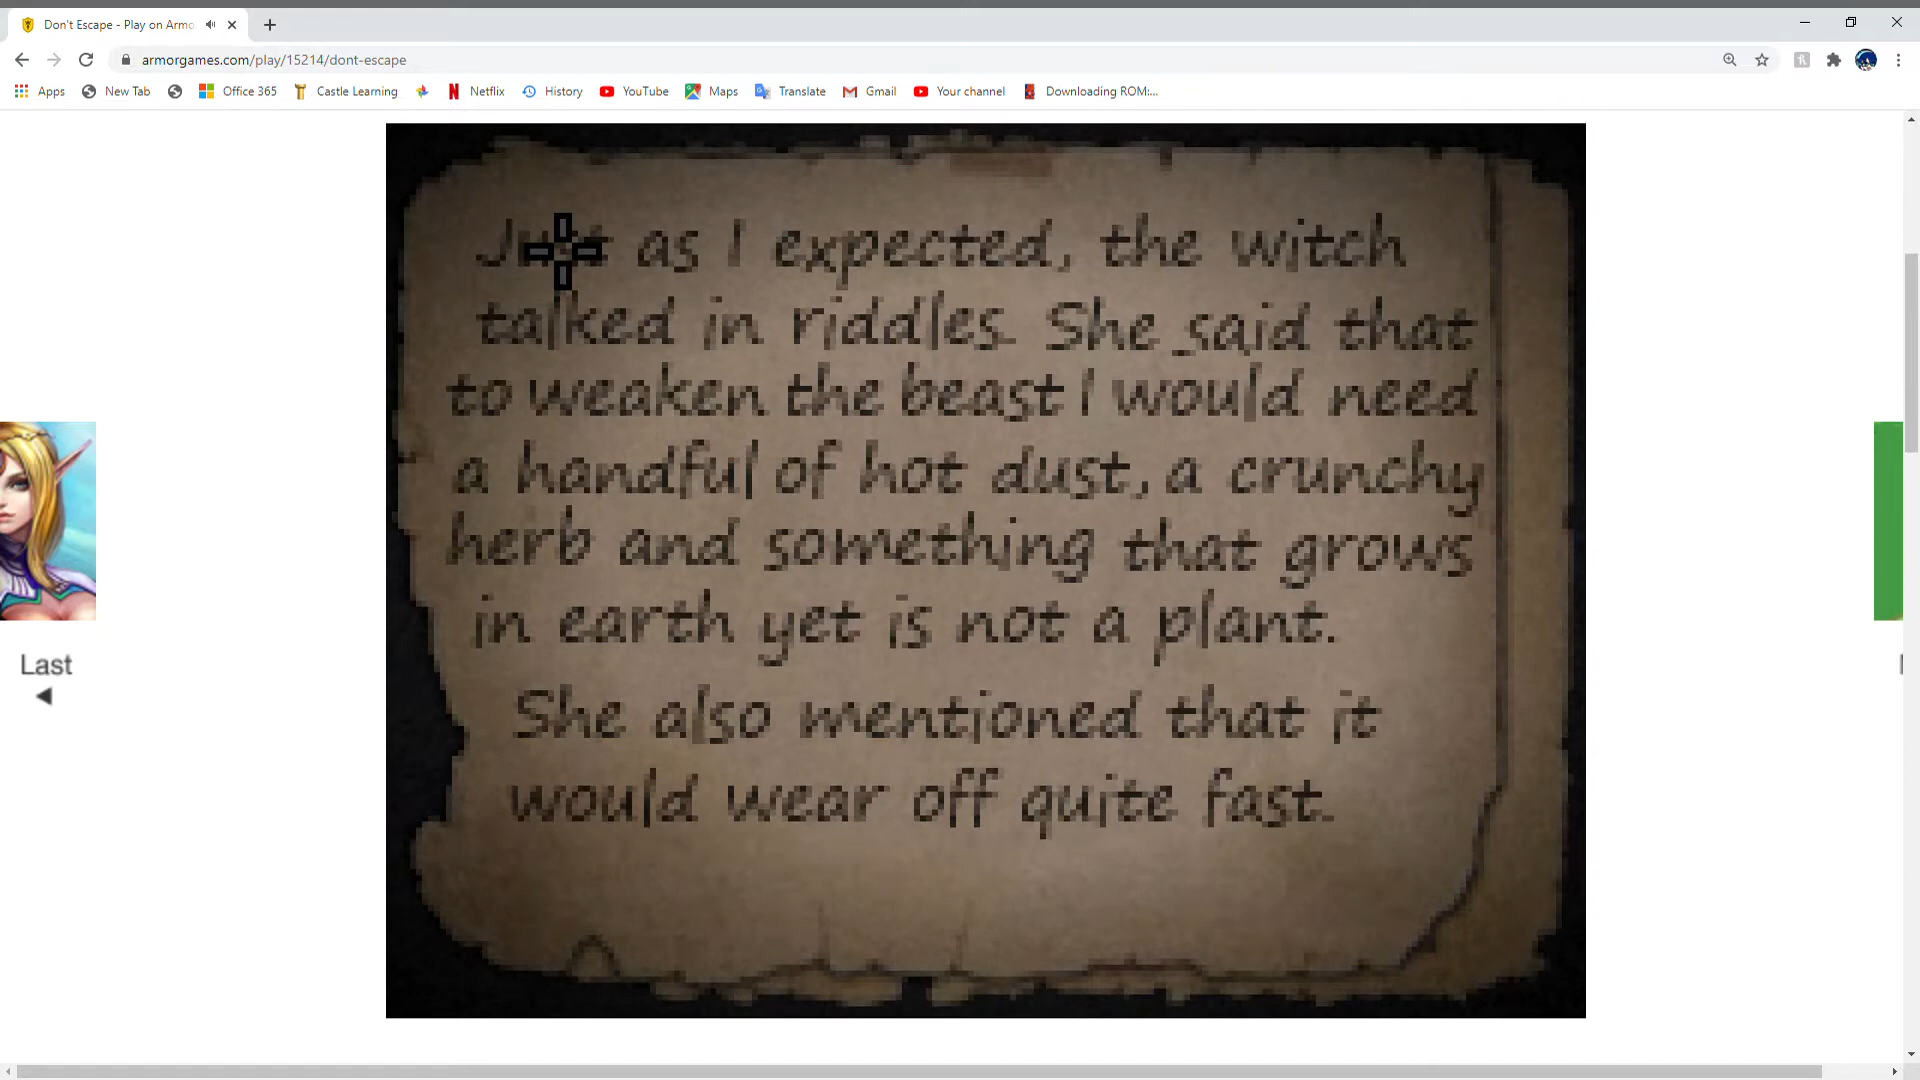 Don't Escape - Play on Armo
armorgames.com/play/15214/dont-escape
Apps New Tab Office 365 Castle Learning Netflix History YouTube Maps Translate Gmail Your channel Downloading ROM:...
Just as I expected, the witch
talked in riddles. She said that
to weaken the beast I would need
a handful of hot dust, a crunchy
herb and something that grows
in earth yet is not a plant.
She also mentioned that it
would wear off quite fast.
Last